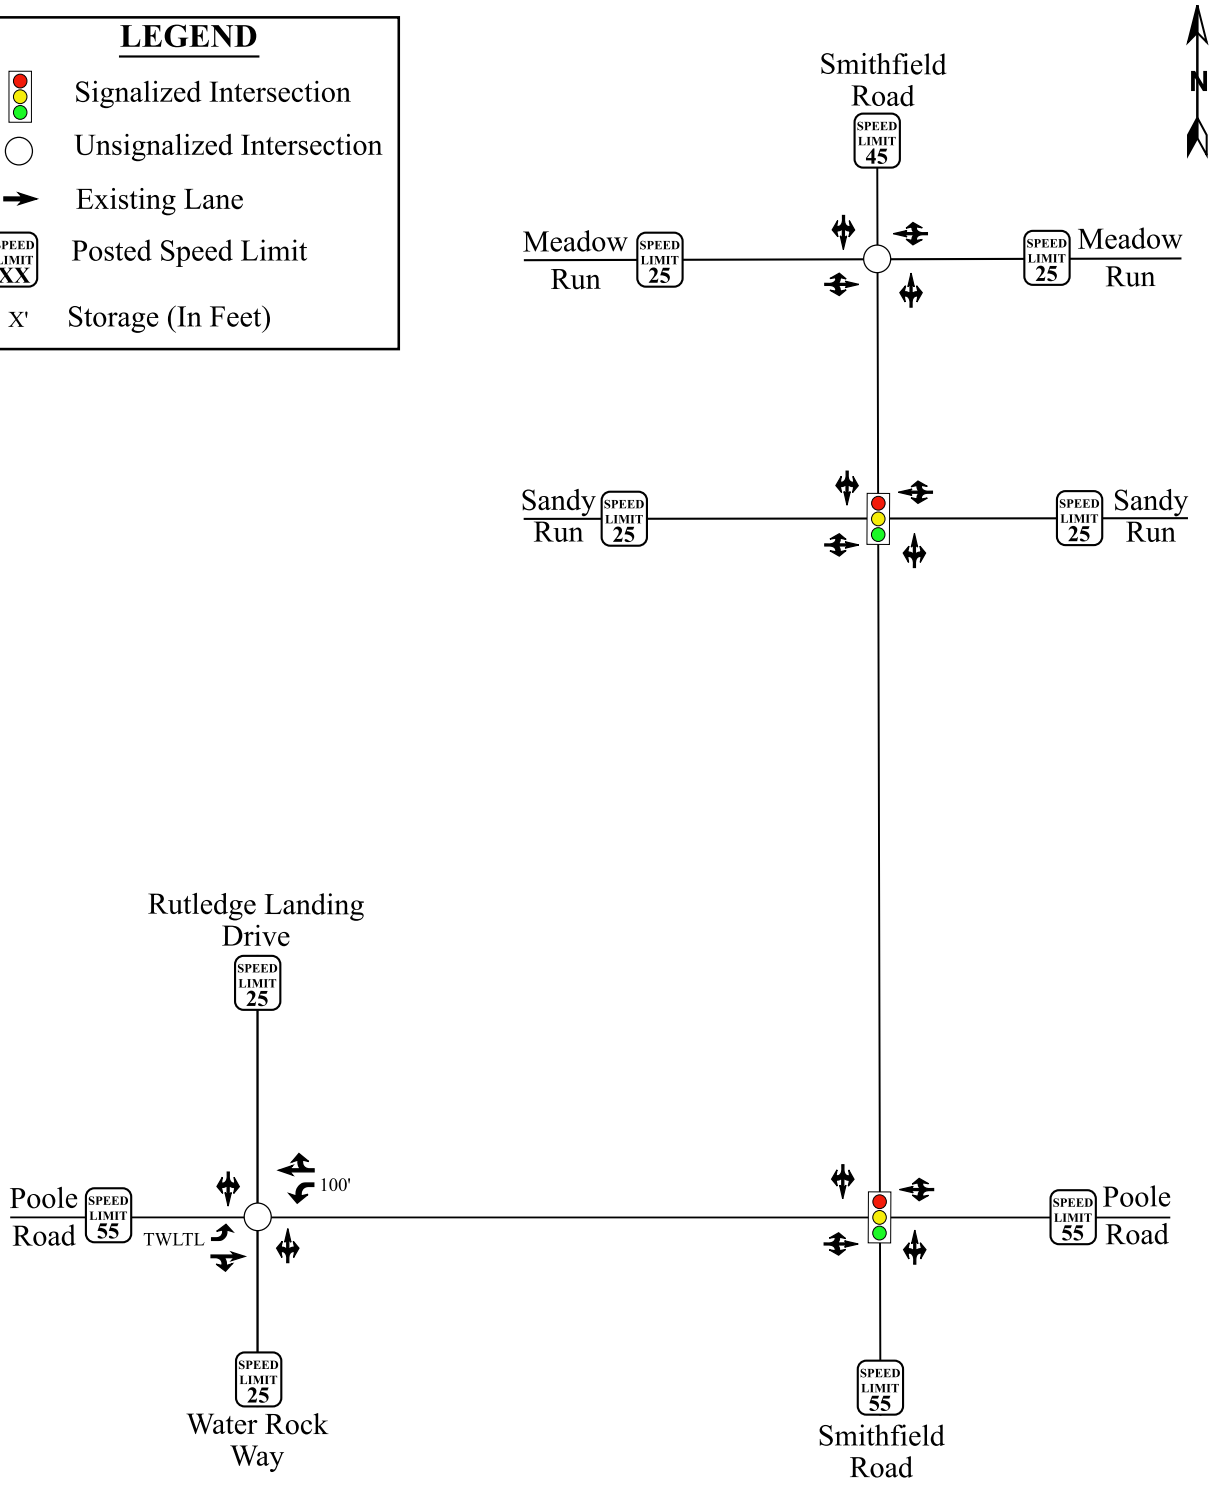 LEGEND
Signalized Intersection
Unsignalized Intersection
Existing Lane
SPEED
LIMIT
XX
Posted Speed Limit
X'
Storage (In Feet)
N
Smithfield
Road
SPEED
LIMIT
45
Meadow
Run
SPEED
LIMIT
25
SPEED
LIMIT
25
Meadow
Run
Sandy
Run
SPEED
LIMIT
25
SPEED
LIMIT
25
Sandy
Run
Rutledge Landing
Drive
SPEED
LIMIT
25
Poole
Road
SPEED
LIMIT
55
100'
TWLTL
SPEED
LIMIT
55
Poole
Road
SPEED
LIMIT
25
Water Rock
Way
SPEED
LIMIT
55
Smithfield
Road